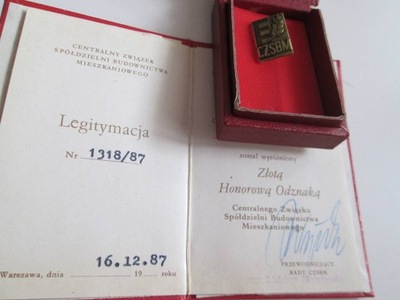 CENTRALNY ZWIĄZEK
SPÓŁDZIELNI BUDOWNICTWA
MIESZKANIOWEGO
Legitymacja
Nr 1318/87
16.12.87
Warszawa, dnia 19 roku
CZSBM
został wyróżniony
Złotą
Honorową Odznaką
Centralnego Związku
Spółdzielni Budownictwa
Mieszkaniowego
PRZEWODNICZĄCY
RADY CZSBM